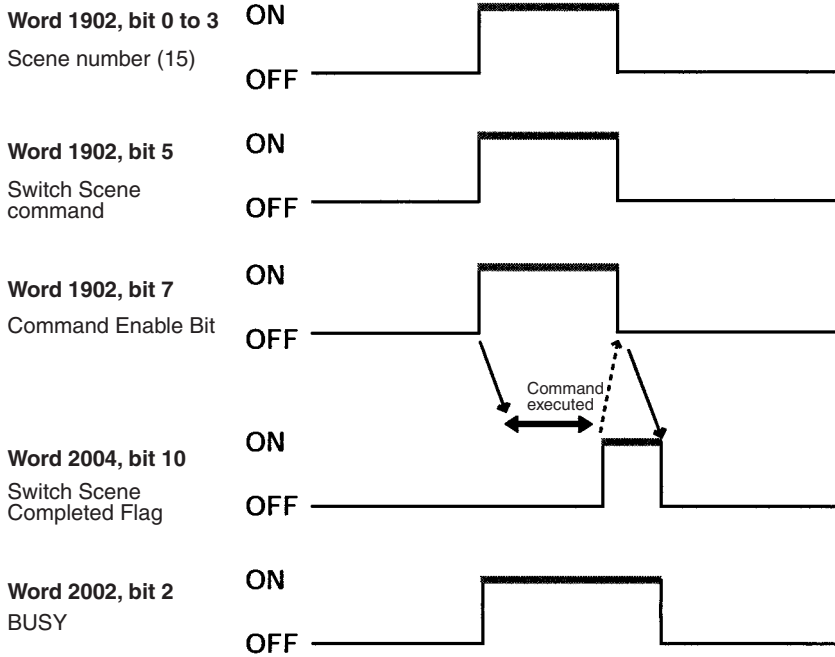 Word 1902, bit 0 to 3
Scene number (15)
ON
OFF
Word 1902, bit 5
Switch Scene
command
ON
OFF
Word 1902, bit 7
Command Enable Bit
ON
OFF
Command
executed
Word 2004, bit 10
Switch Scene
Completed Flag
ON
OFF
Word 2002, bit 2
BUSY
ON
OFF